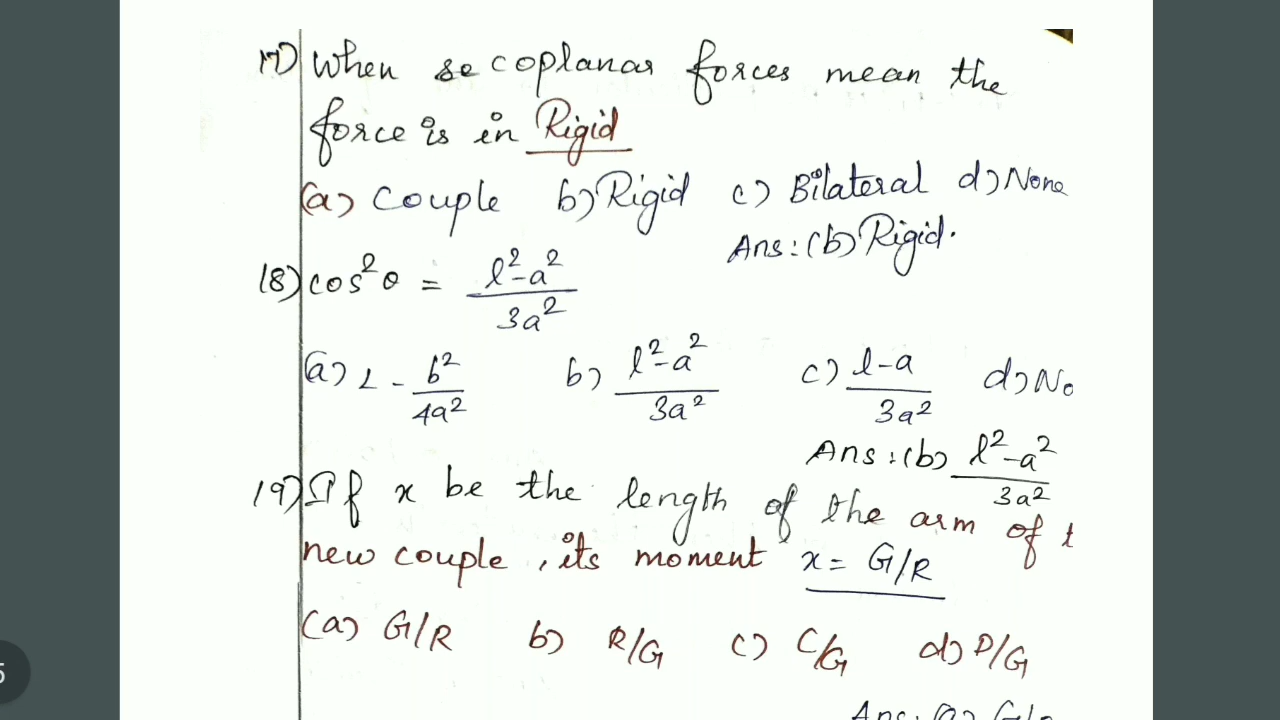 17) When se coplanar forces mean the
force is in Rigid
(a) Couple b) Rigid c) Bilateral d) None
Ans: (b) Rigid.
18) cos²θ = l²-a²/3a²
(a) L - b²/4a² b) l²-a²/3a² c) l-a/3a² d) No
Ans: (b) l²-a²/3a²
19) If x be the length of the arm of t
new couple, its moment x = G/R
(a) G/R b) R/G c) C/G d) P/G
Ans: (a)
5